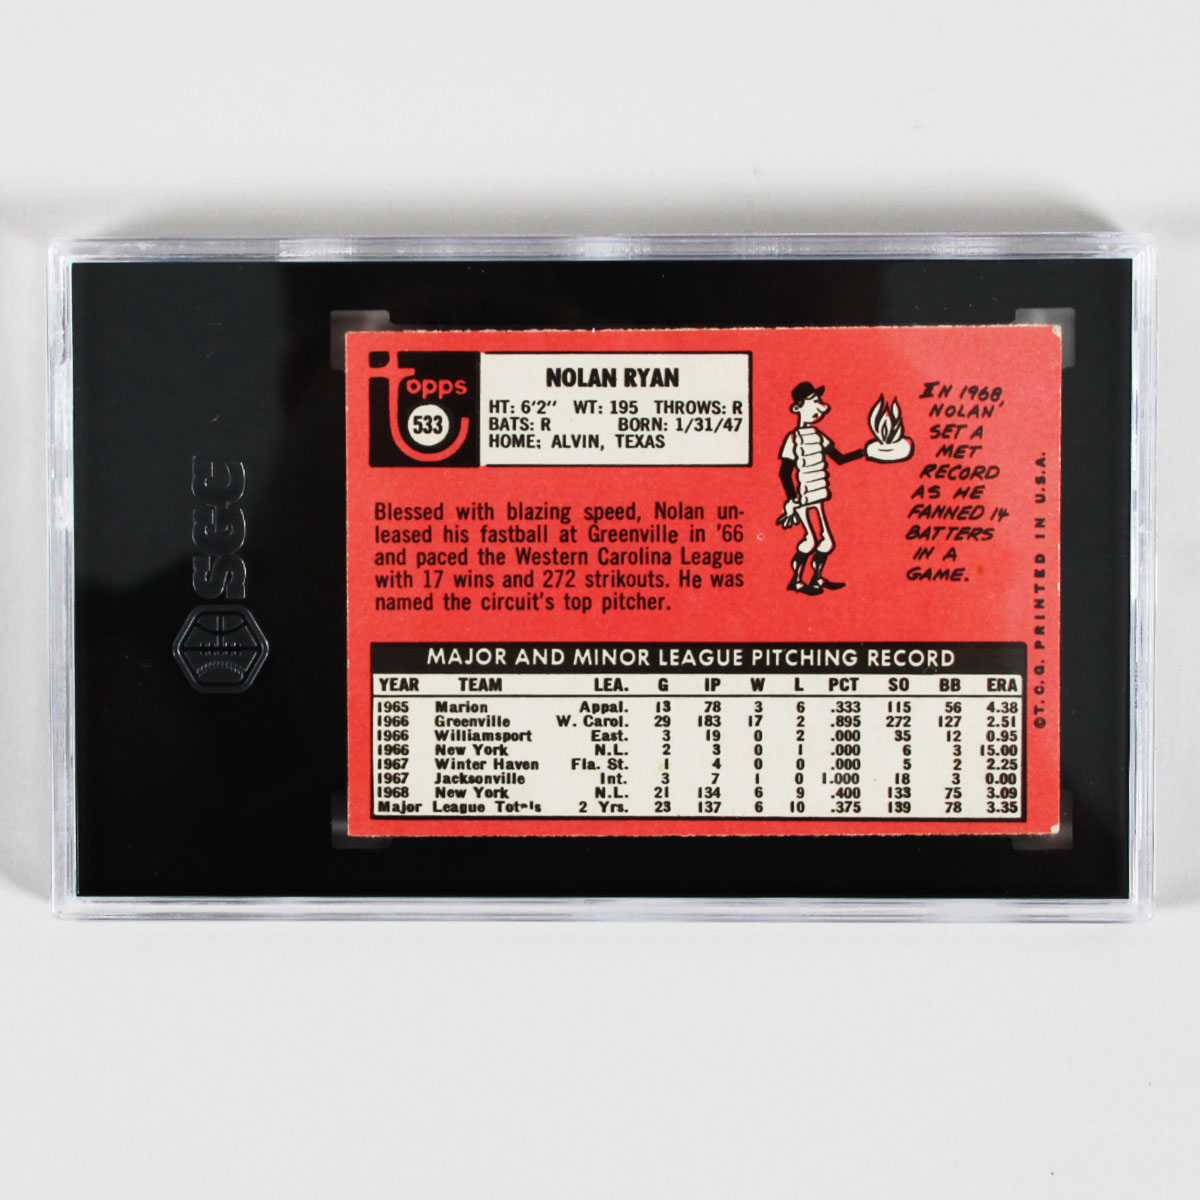 SGC
topps
533
NOLAN RYAN
HT: 6'2" WT: 195 THROWS: R
BATS: R BORN: 1/31/47
HOME: ALVIN, TEXAS
Blessed with blazing speed, Nolan un-
leased his fastball at Greenville in '66
and paced the Western Carolina League
with 17 wins and 272 strikouts. He was
named the circuit's top pitcher.
IN 1968,
NOLAN
SET A
MET
RECORD
AS HE
FANNED 14
BATTERS
IN A
GAME.
MAJOR AND MINOR LEAGUE PITCHING RECORD
YEAR TEAM LEA. G IP W L PCT SO BB ERA
1965 Marion Appal. 13 78 3 6 .333 115 56 4.38
1966 Greenville W. Carol. 29 183 17 2 .895 272 127 2.51
1966 Williamsport East. 3 19 0 2 .000 35 12 0.95
1966 New York N.L. 2 3 0 1 .000 6 3 15.00
1967 Winter Haven Fla. St. 1 4 0 0 .000 5 2 2.25
1967 Jacksonville Int. 3 7 1 0 1.000 18 3 0.00
1968 New York N.L. 21 134 6 9 .400 133 75 3.09
Major League Totals 2 Yrs. 23 137 6 10 .375 139 78 3.35
©T.C.G. PRINTED IN U.S.A.